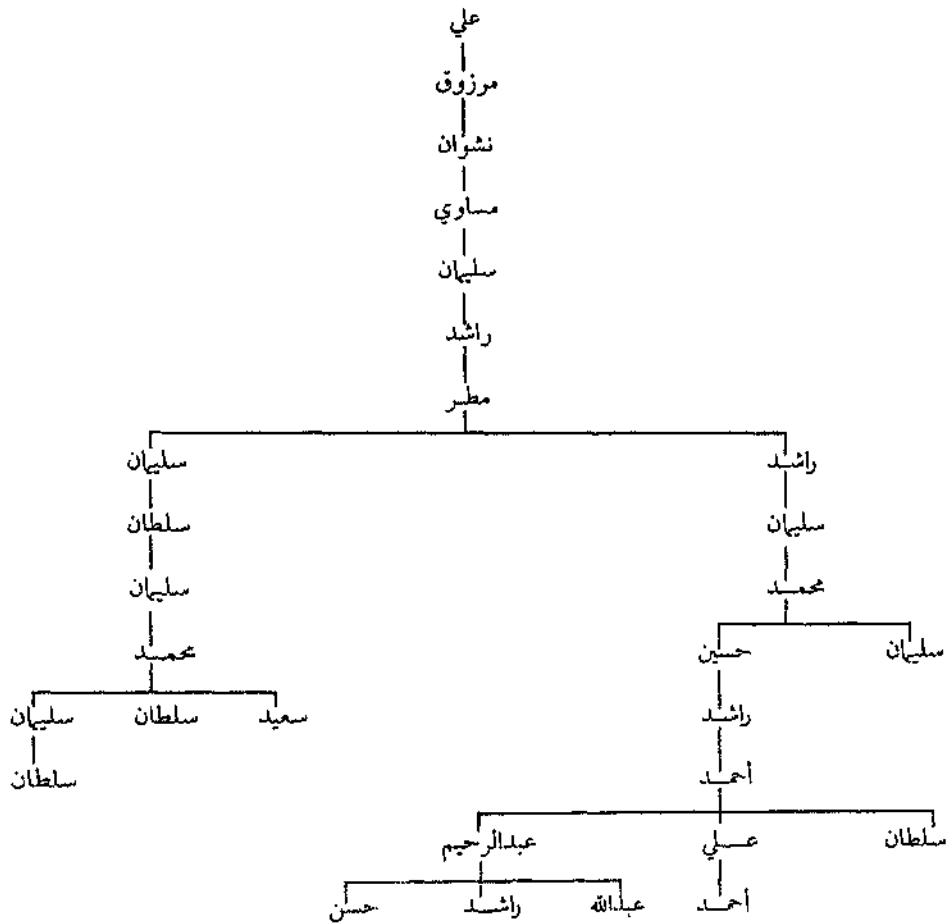 علي
مرزوق
نشوان
مساوي
سليمان
راشد
مطر
راشد سليمان
سليمان سلطان
محمد سليمان
سليمان حسين محمد
راشد سعيد سلطان سليمان
أحمد سلطان
سلطان علي عبدالرحيم
أحمد عبدالله راشد حسن